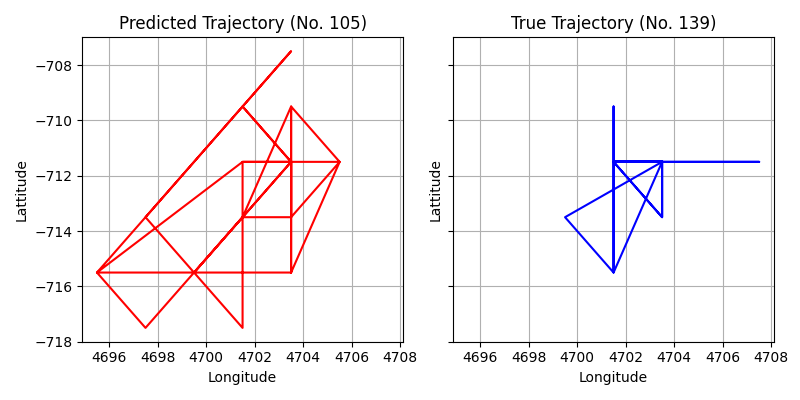 Predicted Trajectory (No. 105)
True Trajectory (No. 139)
−708
−710
−712
−714
−716
−718
Lattitude
Lattitude
4696 4698 4700 4702 4704 4706 4708
4696 4698 4700 4702 4704 4706 4708
Longitude
Longitude